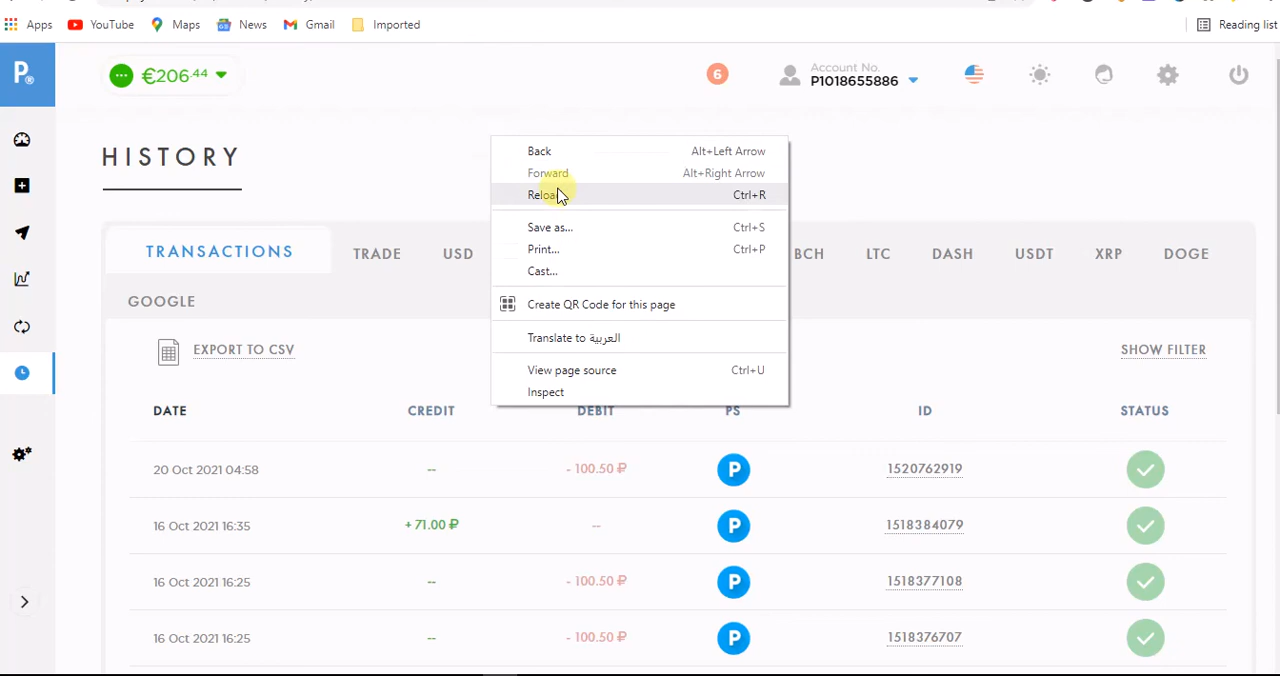 Apps YouTube Maps News Gmail Imported Reading list
P® €206.44 6 Account No.
P1018655886
HISTORY
Back Alt+Left Arrow
Forward Alt+Right Arrow
Reload Ctrl+R
Save as... Ctrl+S
Print... Ctrl+P
Cast...
Create QR Code for this page
Translate to العربية
View page source Ctrl+U
Inspect
TRANSACTIONS TRADE USD BCH LTC DASH USDT XRP DOGE
GOOGLE
EXPORT TO CSV SHOW FILTER
DATE CREDIT DEBIT PS ID STATUS
20 Oct 2021 04:58 -- - 100.50 ₽ P 1520762919
16 Oct 2021 16:35 + 71.00 ₽ -- P 1518384079
16 Oct 2021 16:25 -- - 100.50 ₽ P 1518377108
16 Oct 2021 16:25 -- - 100.50 ₽ P 1518376707